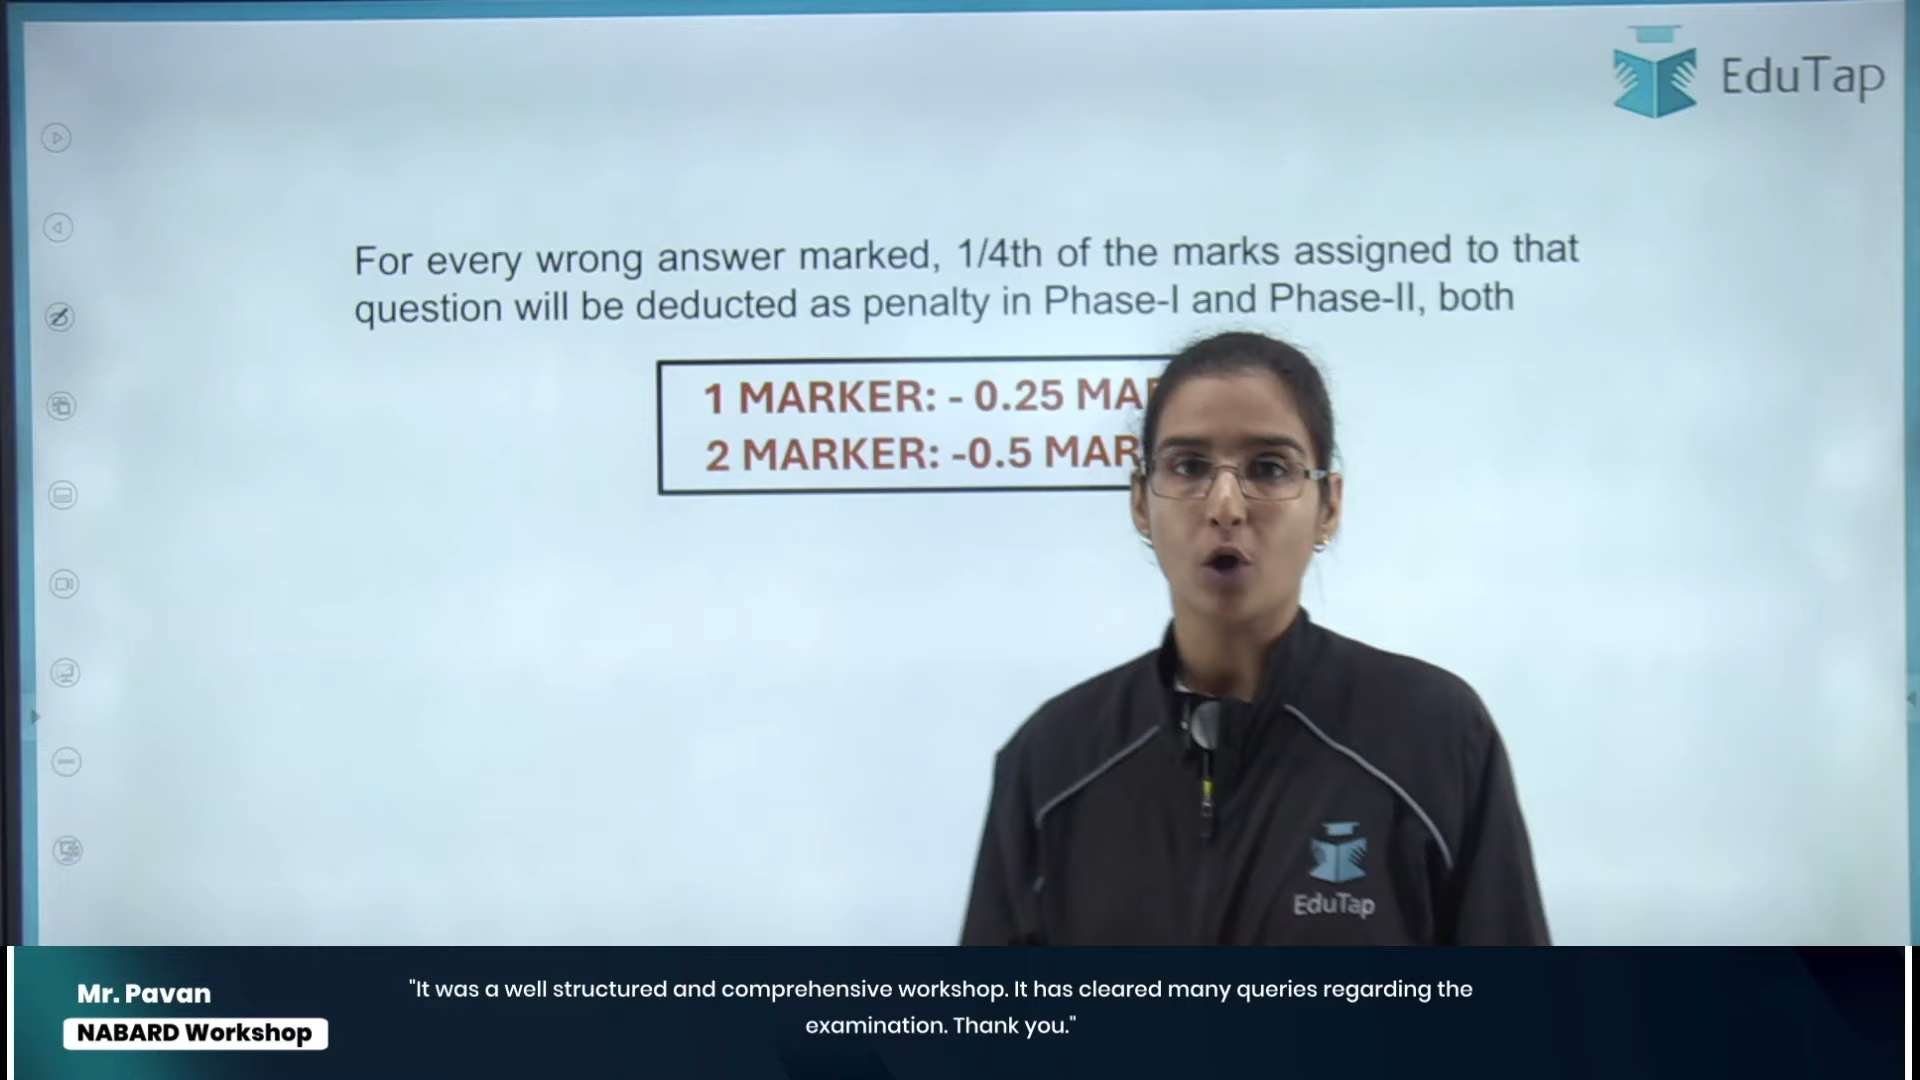 EduTap
For every wrong answer marked, 1/4th of the marks assigned to that
question will be deducted as penalty in Phase-I and Phase-II, both
1 MARKER: - 0.25
2 MARKER: -0.5
EduTap
Mr. Pavan
NABARD Workshop
"It was a well structured and comprehensive workshop. It has cleared many queries regarding the
examination. Thank you."